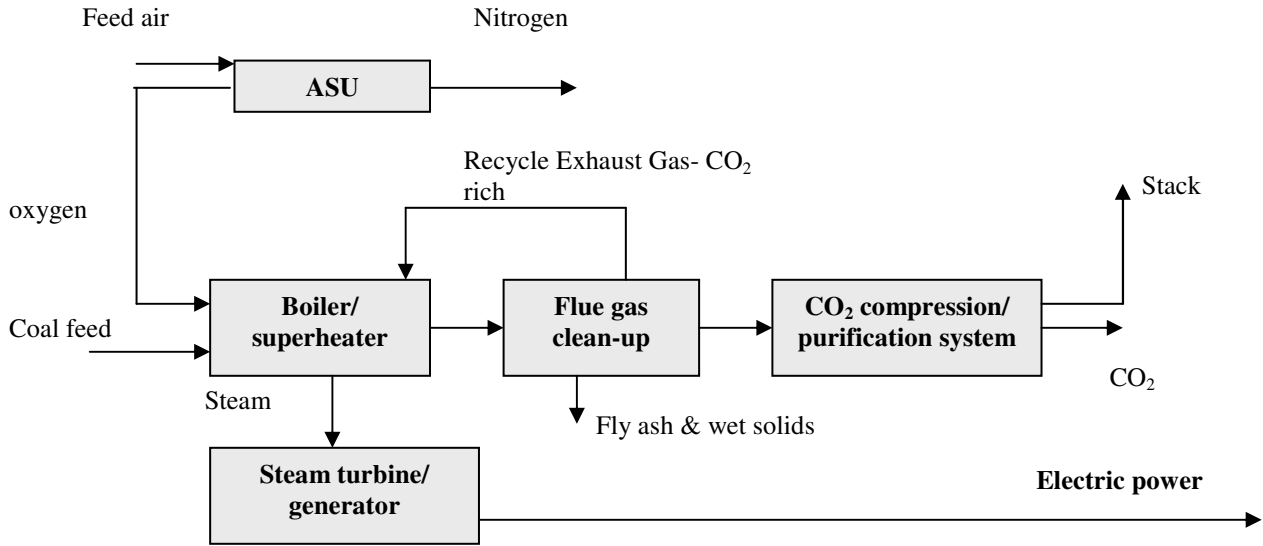 Feed air
Nitrogen
ASU
Recycle Exhaust Gas- CO₂
rich
Stack
oxygen
Boiler/
superheater
Flue gas
clean-up
CO₂ compression/
purification system
Coal feed
CO₂
Steam
Fly ash & wet solids
Steam turbine/
generator
Electric power